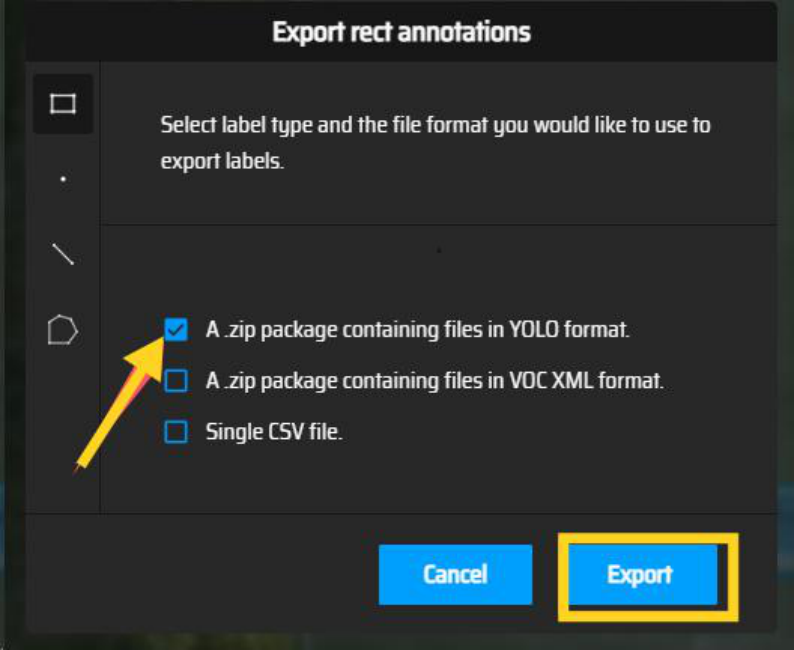 Export rect annotations
Select label type and the file format you would like to use to
export labels.
A .zip package containing files in YOLO format.
A .zip package containing files in VOC XML format.
Single CSV file.
Cancel
Export